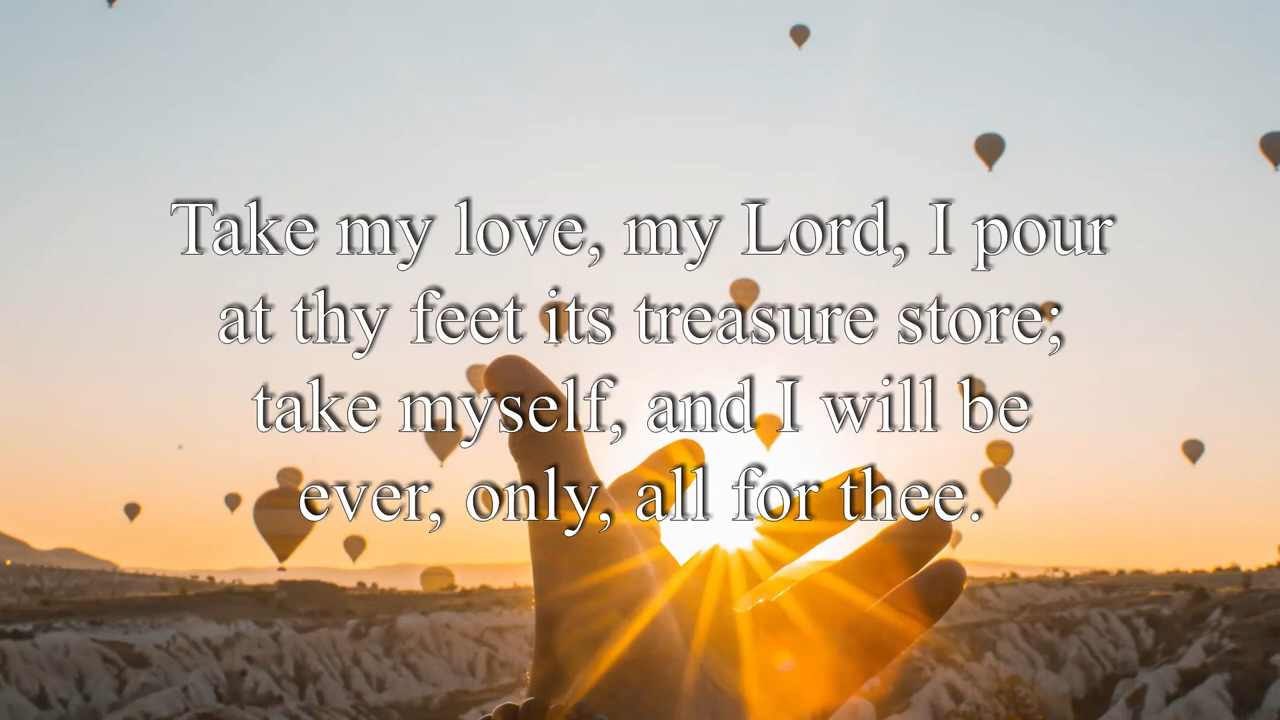 Take my love, my Lord, I pour
at thy feet its treasure store;
take myself, and I will be
ever, only, all for thee.